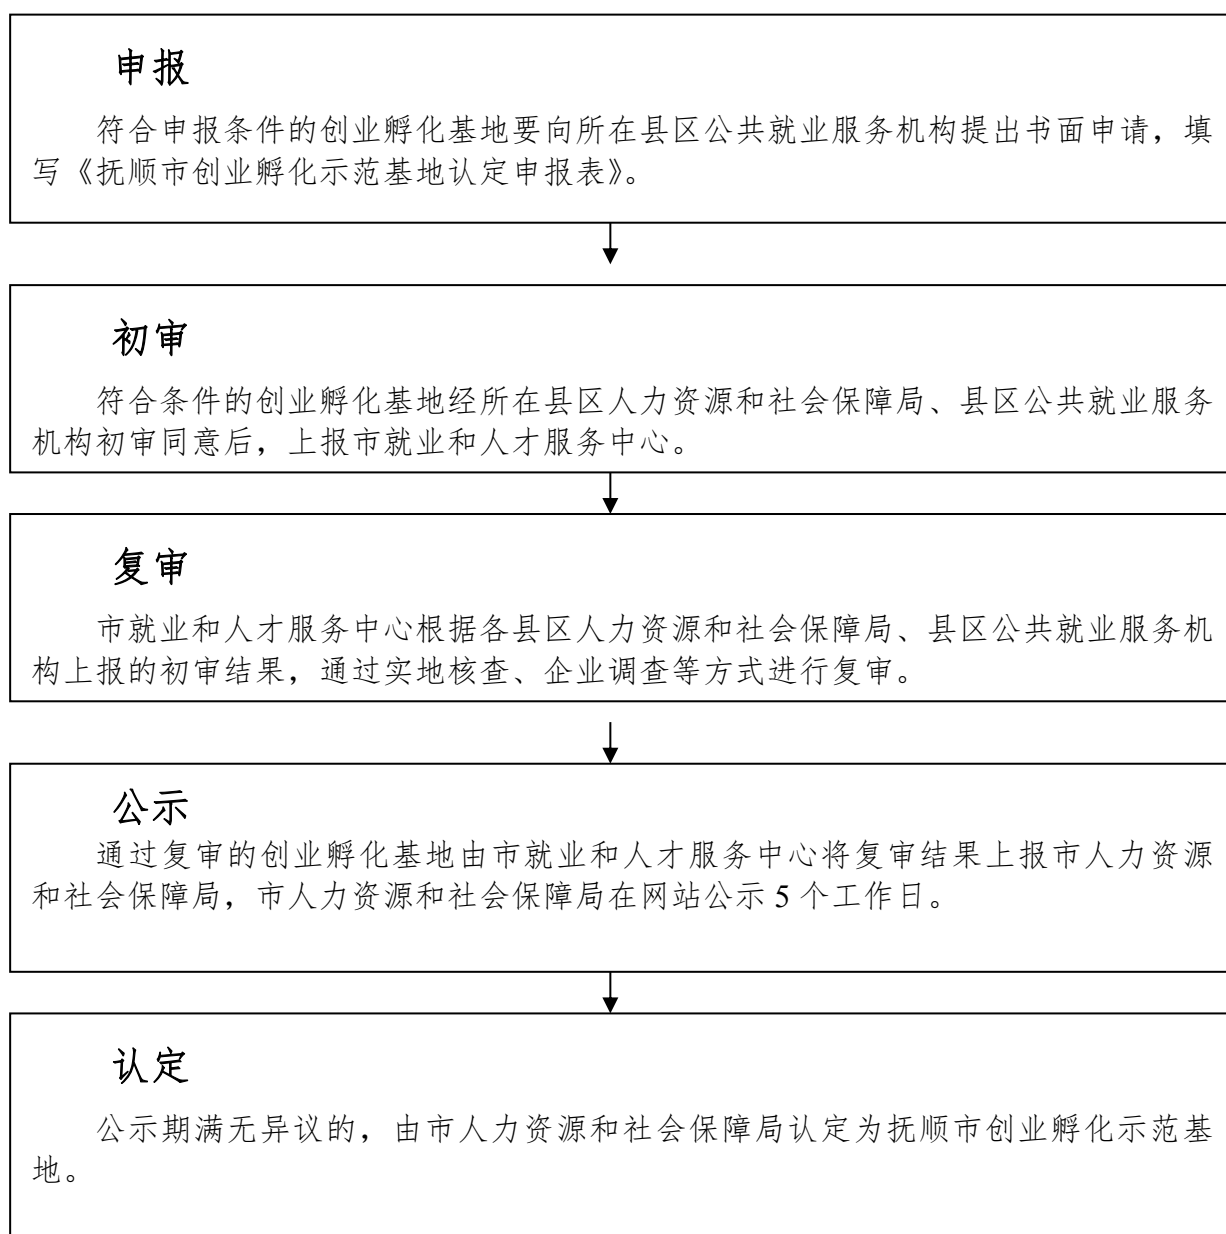 申报
符合申报条件的创业孵化基地要向所在县区公共就业服务机构提出书面申请，填
写《抚顺市创业孵化示范基地认定申报表》。
初审
符合条件的创业孵化基地经所在县区人力资源和社会保障局、县区公共就业服务
机构初审同意后，上报市就业和人才服务中心。
复审
市就业和人才服务中心根据各县区人力资源和社会保障局、县区公共就业服务机
构上报的初审结果，通过实地核查、企业调查等方式进行复审。
公示
通过复审的创业孵化基地由市就业和人才服务中心将复审结果上报市人力资源
和社会保障局，市人力资源和社会保障局在网站公示 5 个工作日。
认定
公示期满无异议的，由市人力资源和社会保障局认定为抚顺市创业孵化示范基
地。